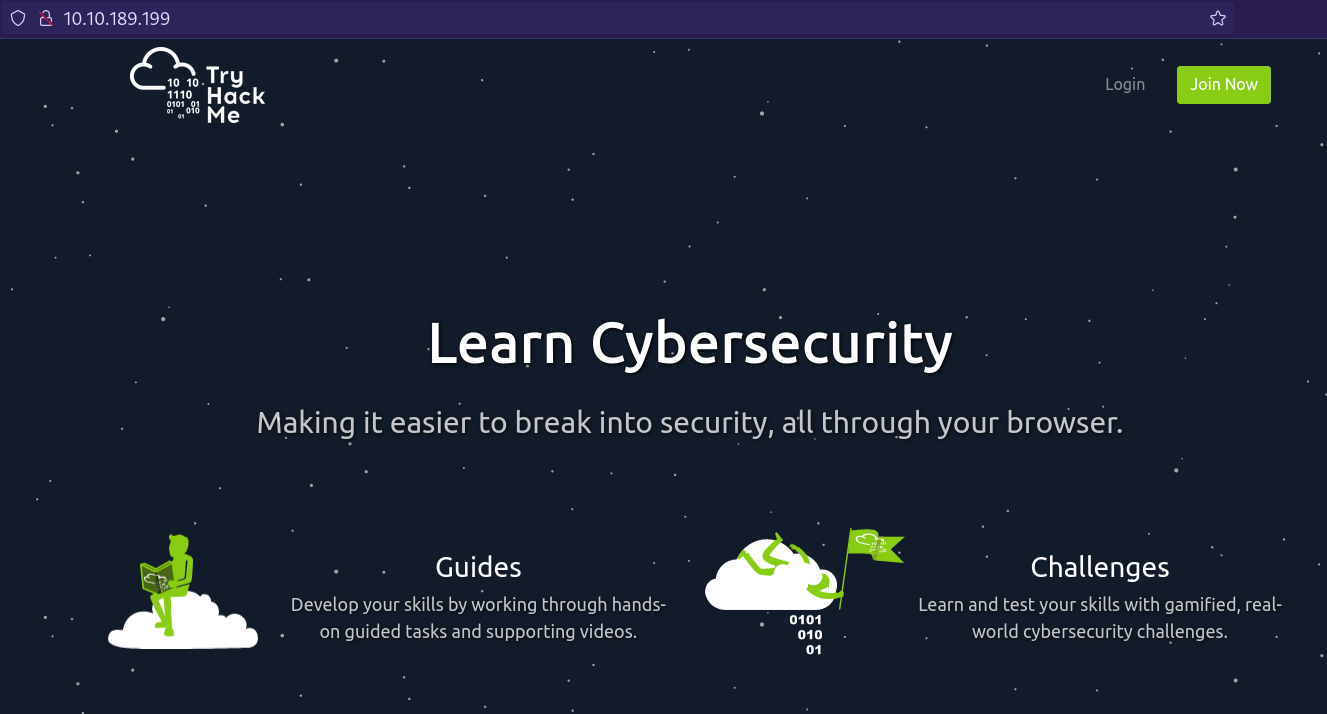 10.10.189.199
10 10
1110
0101 01
01 010
01
Try
Hack
Me
Login
Join Now
Learn Cybersecurity
Making it easier to break into security, all through your browser.
Guides
Develop your skills by working through hands-
on guided tasks and supporting videos.
0101
010
01
Challenges
Learn and test your skills with gamified, real-
world cybersecurity challenges.